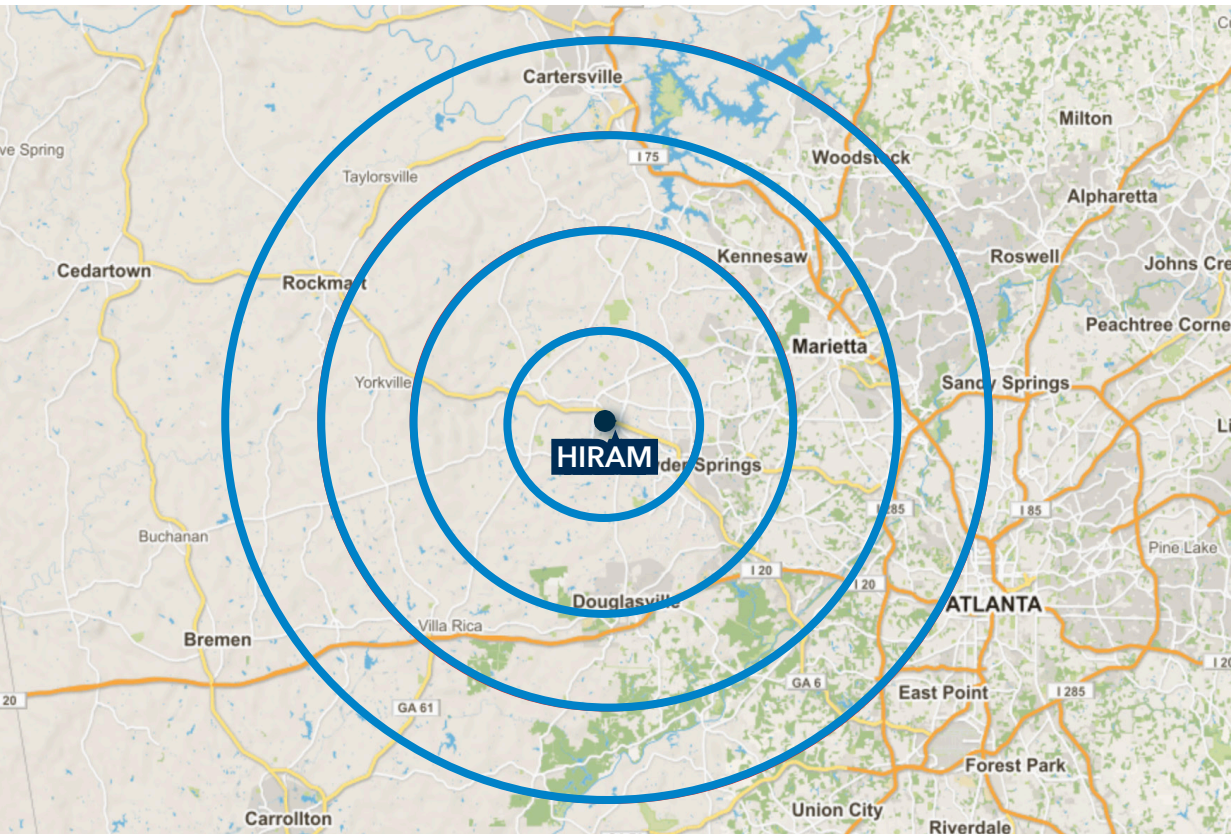 Cartersville
Milton
ve Spring
I 75
Woodstock
Taylorsville
Alpharetta
Kennesaw
Roswell
Johns Cre
Cedartown
Rockmart
Peachtree Corne
Marietta
Yorkville
Sandy Springs
HIRAM
der Springs
I 285
I 85
Buchanan
Pine Lake
I 20
I 20
Douglasville
ATLANTA
Villa Rica
Bremen
I 20
GA 6
East Point
I 285
20
GA 61
Forest Park
Carrollton
Union City
Riverdale